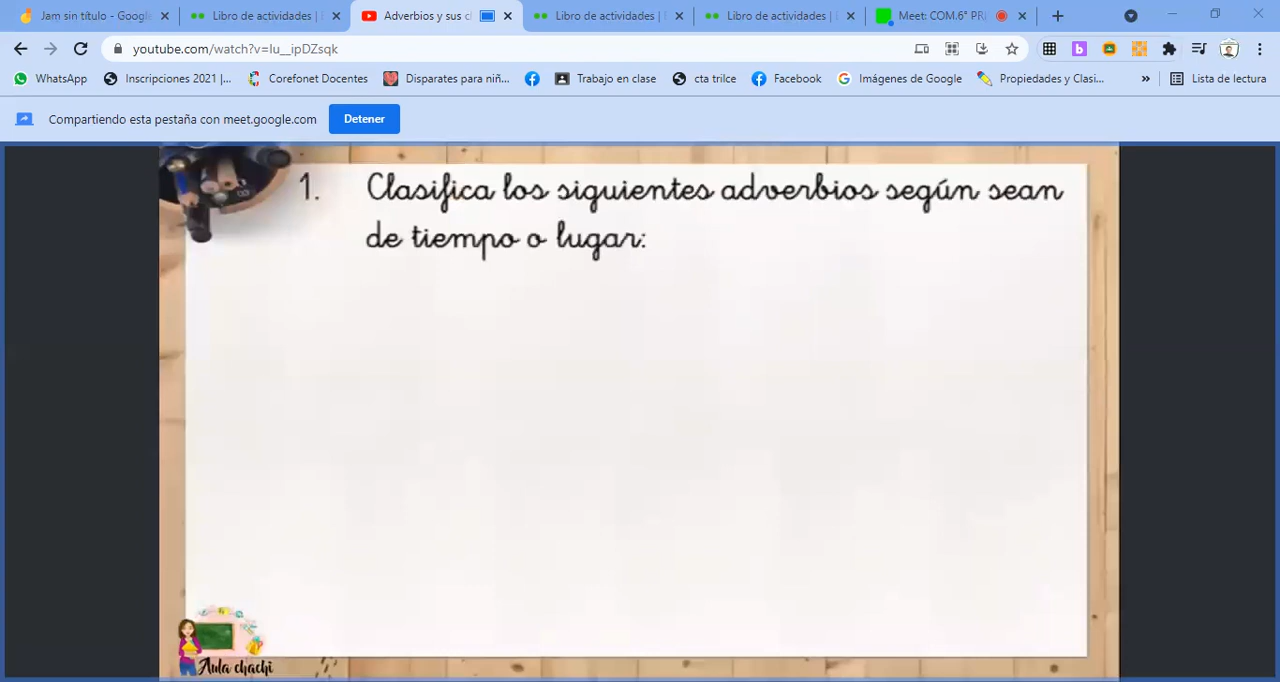 Jam sin título - Google
Libro de actividades |
Adverbios y sus cl
Libro de actividades |
Libro de actividades |
Meet: COM.6° PRI
youtube.com/watch?v=Iu__ipDZsqk
WhatsApp
Inscripciones 2021 |...
Corefonet Docentes
Disparates para niñ...
Trabajo en clase
cta trilce
Facebook
Imágenes de Google
Propiedades y Clasi...
»
Lista de lectura
Compartiendo esta pestaña con meet.google.com
Detener
1. Clasifica los siguientes adverbios según sean
de tiempo o lugar:
Aula chachi